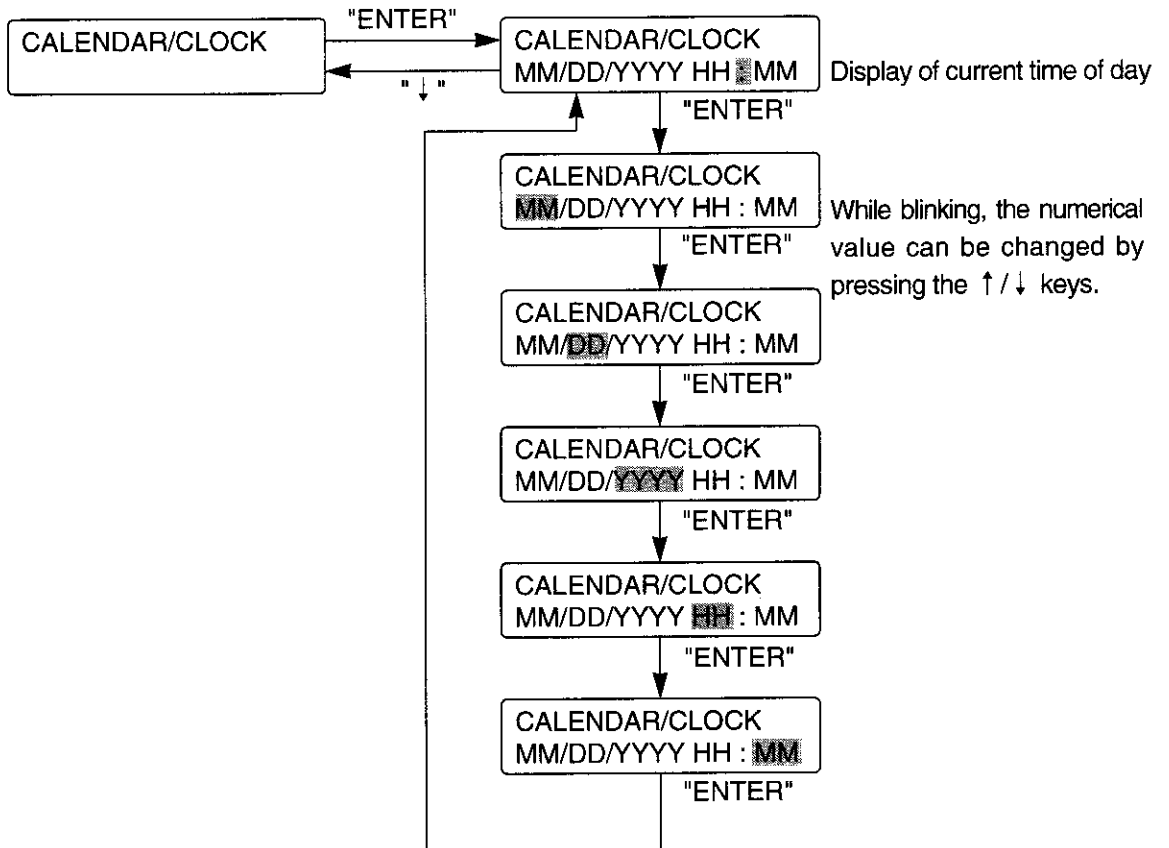 "ENTER"
CALENDAR/CLOCK
CALENDAR/CLOCK
MM/DD/YYYY HH : MM
Display of current time of day
" ↓ "
"ENTER"
CALENDAR/CLOCK
MM/DD/YYYY HH : MM
While blinking, the numerical
value can be changed by
pressing the ↑ / ↓ keys.
"ENTER"
CALENDAR/CLOCK
MM/DD/YYYY HH : MM
"ENTER"
CALENDAR/CLOCK
MM/DD/YYYY HH : MM
"ENTER"
CALENDAR/CLOCK
MM/DD/YYYY HH : MM
"ENTER"
CALENDAR/CLOCK
MM/DD/YYYY HH : MM
"ENTER"